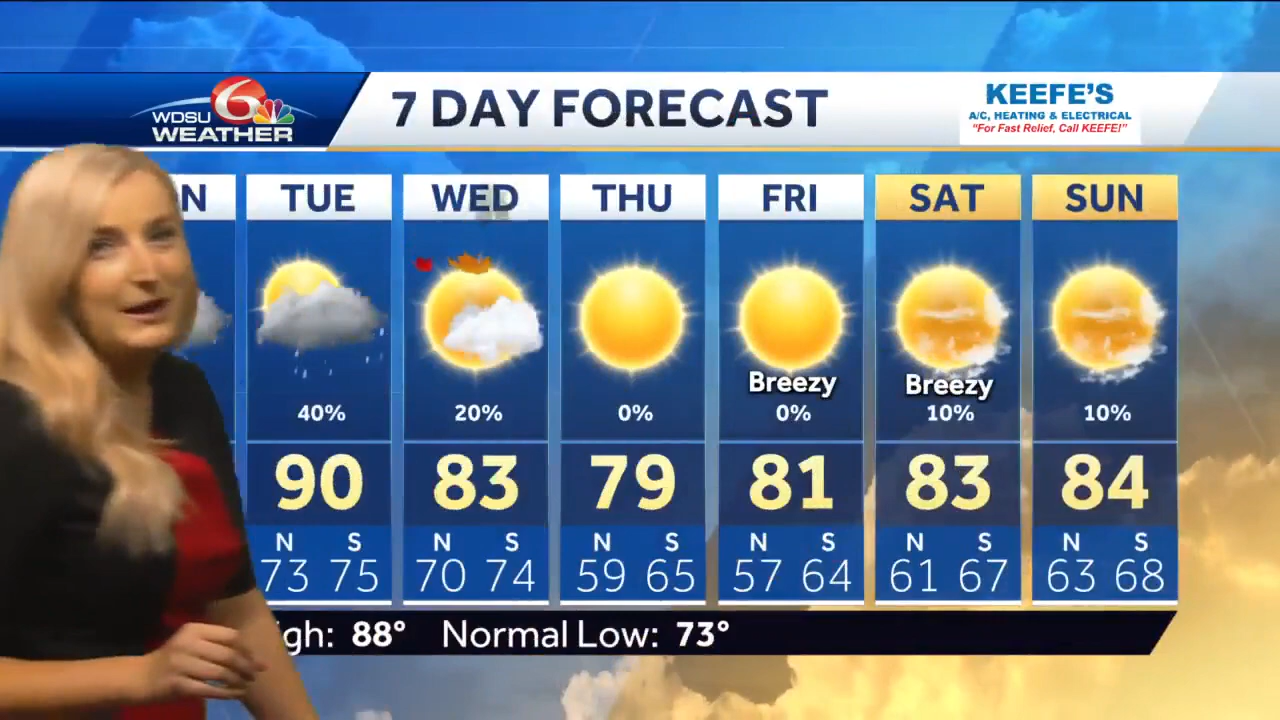 WDSU 6
WEATHER
7 DAY FORECAST
KEEFE'S
A/C, HEATING & ELECTRICAL
"For Fast Relief, Call KEEFE!"
N TUE WED THU FRI SAT SUN
Breezy Breezy
40% 20% 0% 0% 10% 10%
90 83 79 81 83 84
N S N S N S N S N S N S
73 75 70 74 59 65 57 64 61 67 63 68
igh: 88° Normal Low: 73°